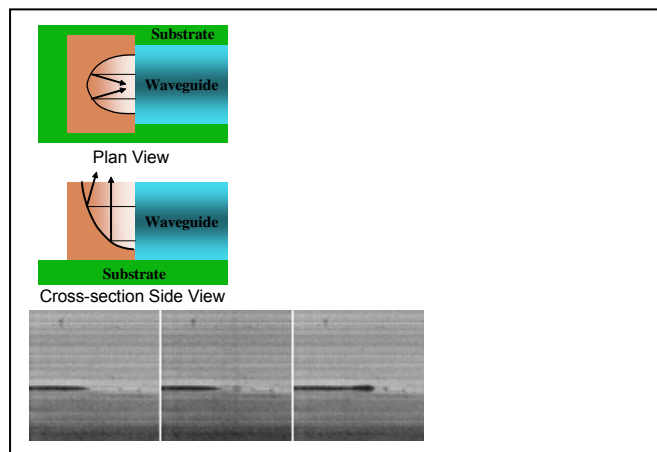 Substrate
Waveguide
Plan View
Waveguide
Substrate
Cross-section Side View